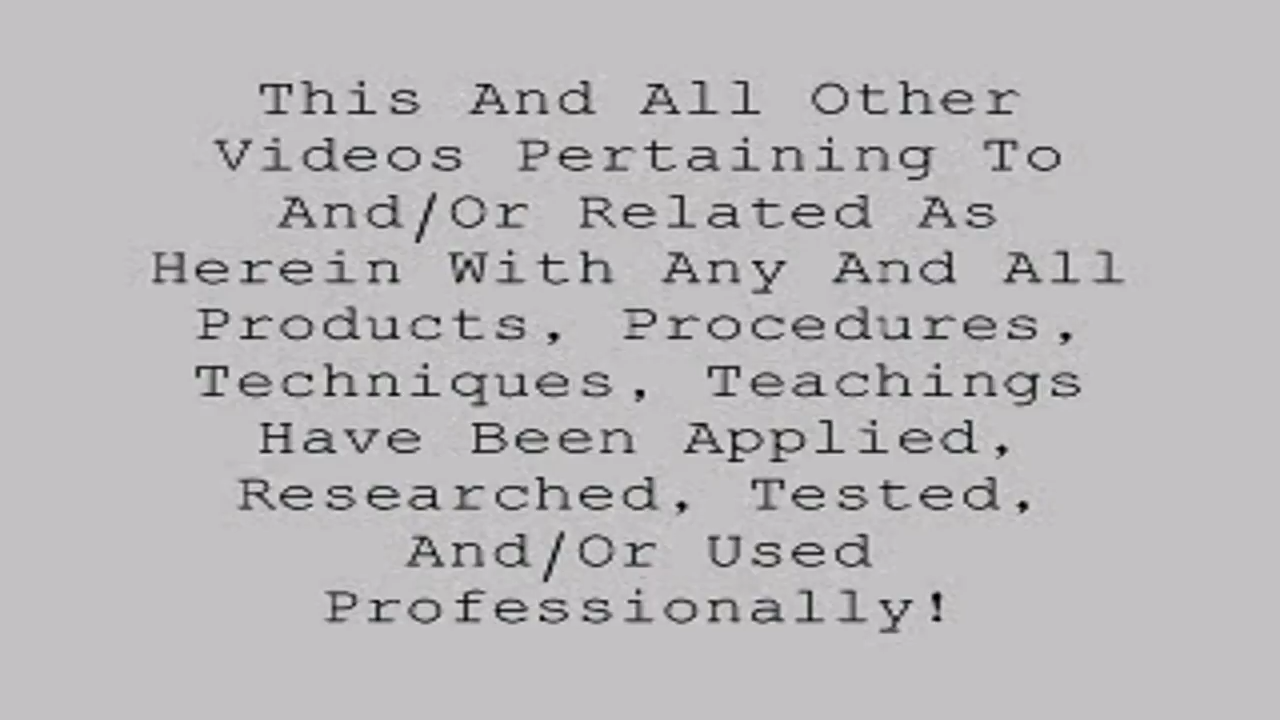 This And All Other
Videos Pertaining To
And/Or Related As
Herein With Any And All
Products, Procedures,
Techniques, Teachings
Have Been Applied,
Researched, Tested,
And/Or Used
Professionally!